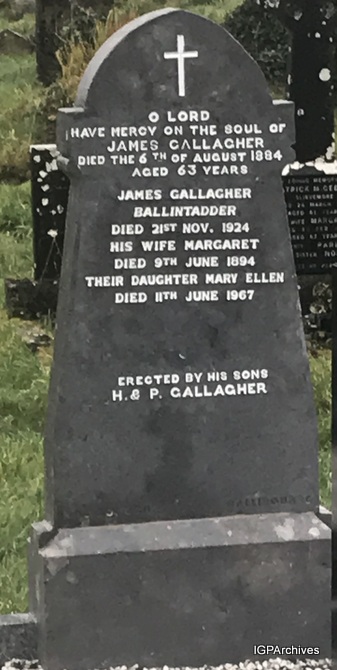 O LORD
HAVE MERCY ON THE SOUL OF
JAMES GALLAGHER
DIED THE 6TH OF AUGUST 1884
AGED 63 YEARS
JAMES GALLAGHER
BALLINTADDER
DIED 21ST NOV. 1924
HIS WIFE MARGARET
DIED 9TH JUNE 1894
THEIR DAUGHTER MARY ELLEN
DIED 11TH JUNE 1967
ERECTED BY HIS SONS
H. & P. GALLAGHER
IGPArchives